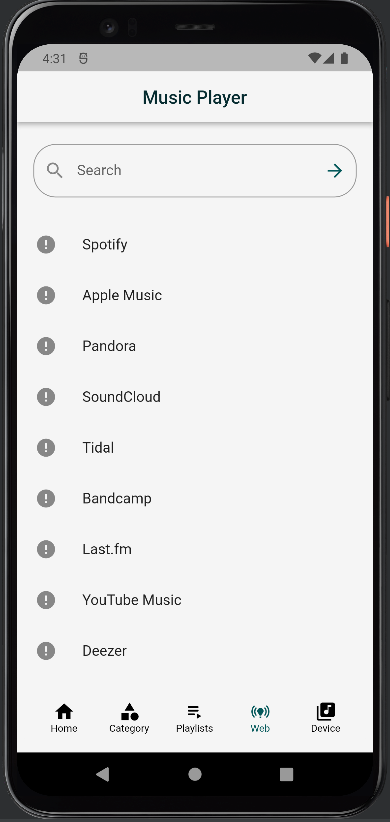 4:31
Music Player
Search
Spotify
Apple Music
Pandora
SoundCloud
Tidal
Bandcamp
Last.fm
YouTube Music
Deezer
Home Category Playlists Web Device